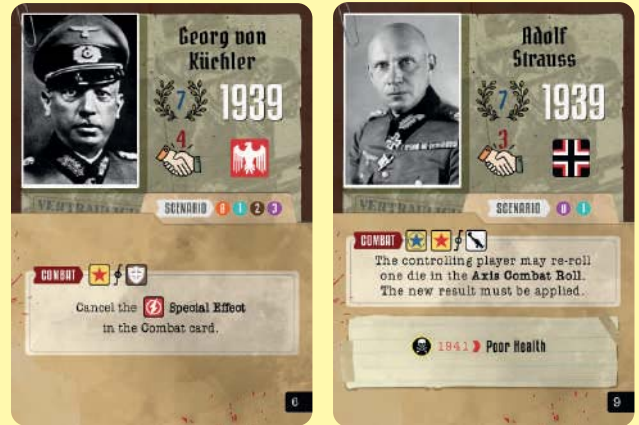 Georg von
Küchler
7
1939
4
VERTRAULICH
SCENARIO 0 1 2 3
COMBAT
Cancel the Special Effect
in the Combat card.
6
Adolf
Strauss
7
1939
3
VERTRAULICH
SCENARIO 0 1
COMBAT
The controlling player may re-roll
one die in the Axis Combat Roll.
The new result must be applied.
1941 Poor Health
9